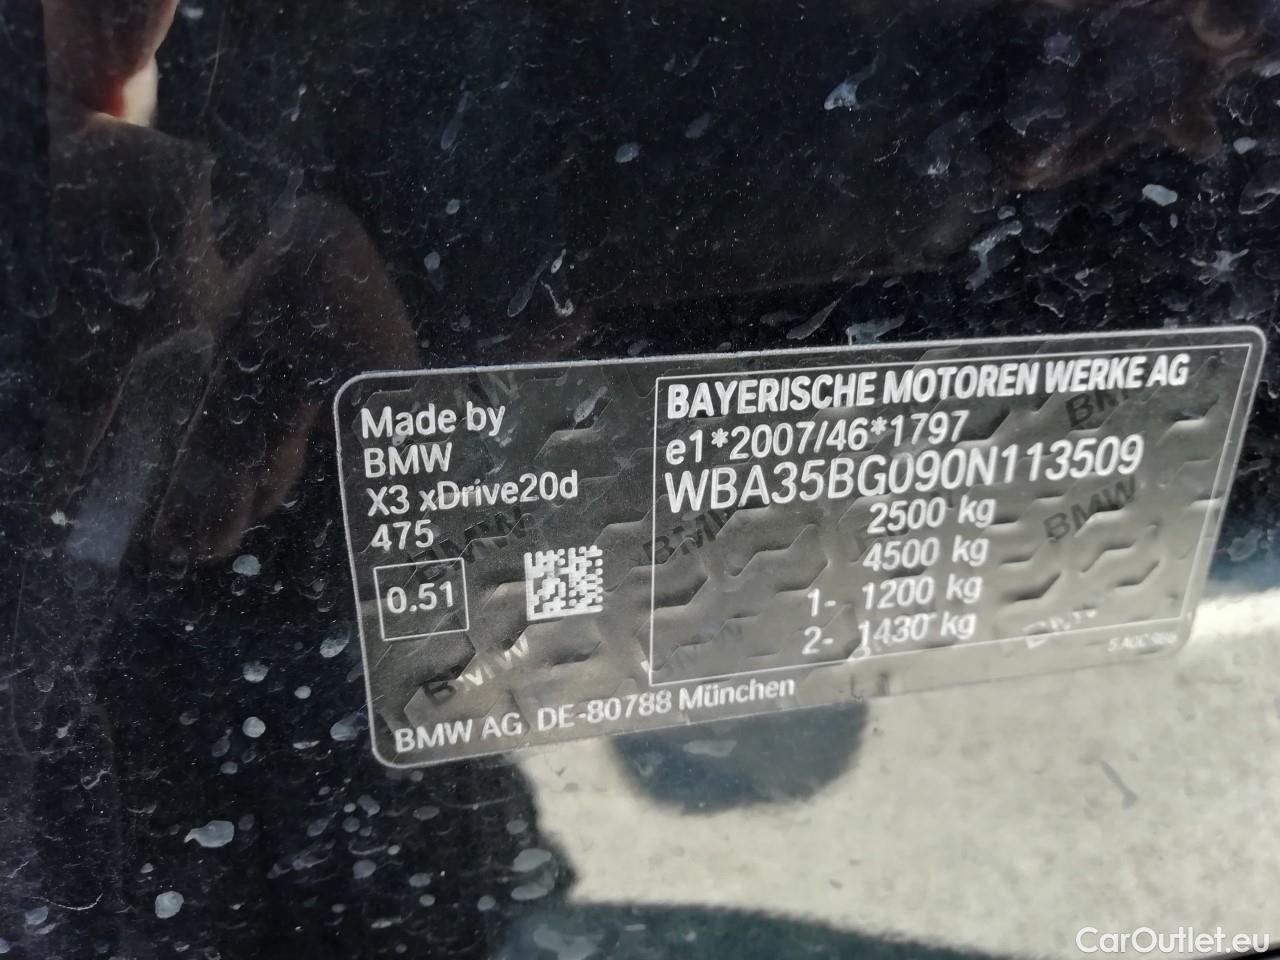 Made by
BMW
X3 xDrive20d
475
0.51
BMW AG DE-80788 München
BAYERISCHE MOTOREN WERKE AG
e1*2007/46*1797
WBA35BG090N113509
2500 kg
4500 kg
1- 1200 kg
2- 1430 kg
CarOutlet.eu